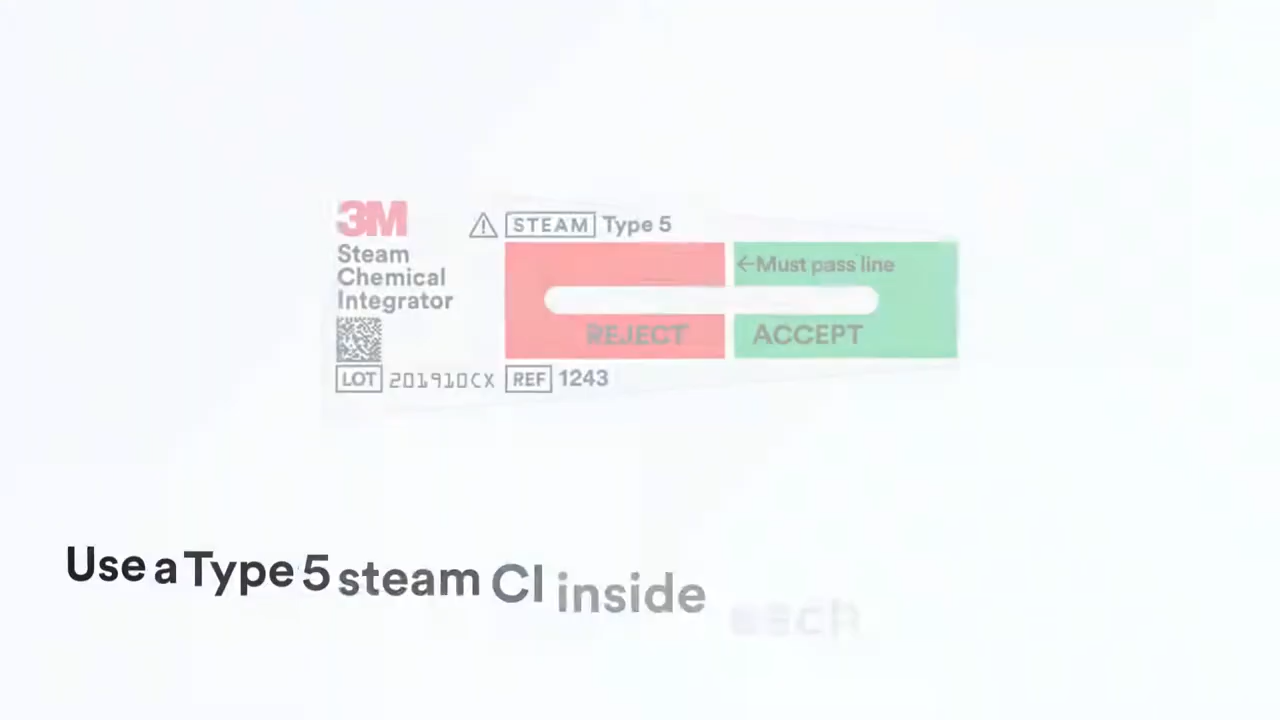 3M
Steam
Chemical
Integrator
STEAM Type 5
←Must pass line
REJECT ACCEPT
LOT 201910CX REF 1243
Use a Type 5 steam CI inside each